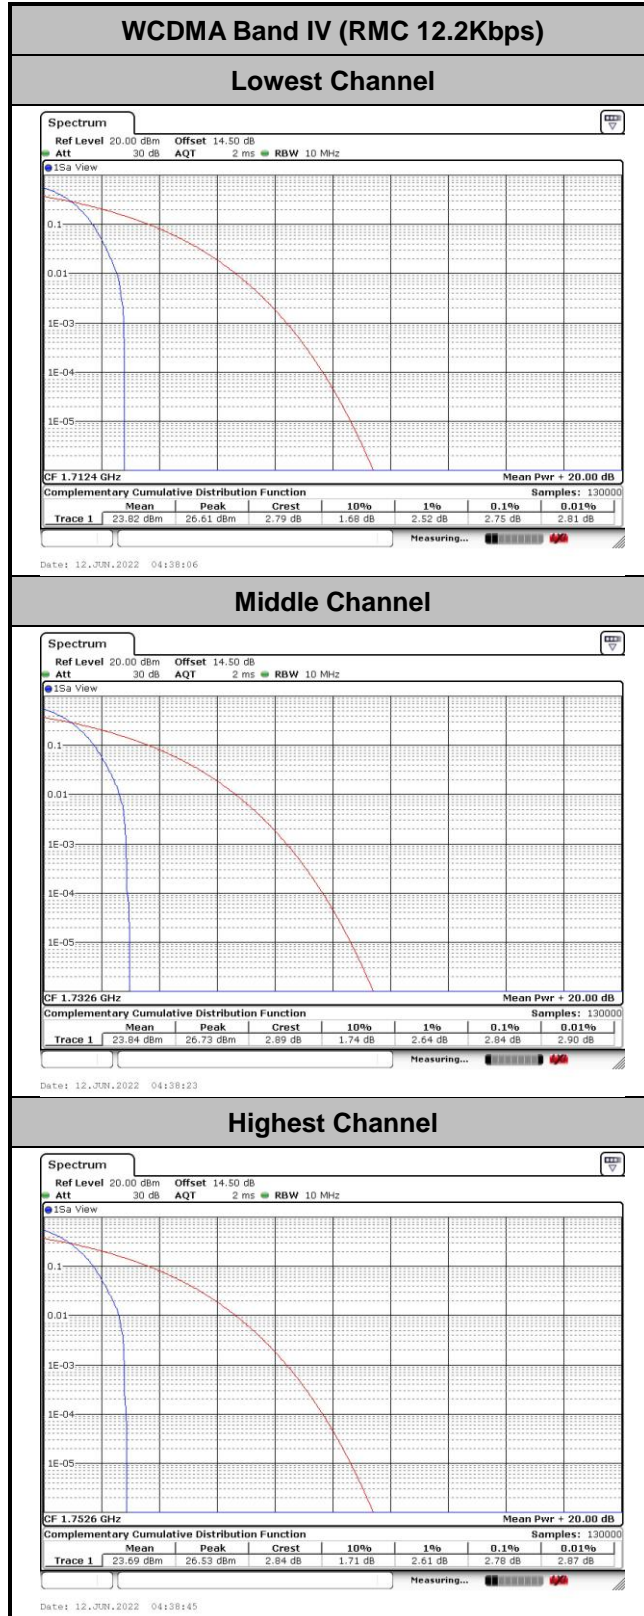 WCDMA Band IV (RMC 12.2Kbps)
Lowest Channel
Spectrum
Ref Level 20.00 dBm Offset 14.50 dB
Att 30 dB AQT 2 ms RBW 10 MHz
1Sa View
0.1
0.01
1E-03
1E-04
1E-05
CF 1.7124 GHz Mean Pwr + 20.00 dB
Complementary Cumulative Distribution Function Samples: 130000
Mean Peak Crest 10% 1% 0.1% 0.01%
Trace 1 23.82 dBm 26.61 dBm 2.79 dB 1.68 dB 2.52 dB 2.75 dB 2.81 dB
Measuring...
Date: 12.JUN.2022 04:38:06
Middle Channel
Spectrum
Ref Level 20.00 dBm Offset 14.50 dB
Att 30 dB AQT 2 ms RBW 10 MHz
1Sa View
0.1
0.01
1E-03
1E-04
1E-05
CF 1.7326 GHz Mean Pwr + 20.00 dB
Complementary Cumulative Distribution Function Samples: 130000
Mean Peak Crest 10% 1% 0.1% 0.01%
Trace 1 23.84 dBm 26.73 dBm 2.89 dB 1.74 dB 2.64 dB 2.84 dB 2.90 dB
Measuring...
Date: 12.JUN.2022 04:38:23
Highest Channel
Spectrum
Ref Level 20.00 dBm Offset 14.50 dB
Att 30 dB AQT 2 ms RBW 10 MHz
1Sa View
0.1
0.01
1E-03
1E-04
1E-05
CF 1.7526 GHz Mean Pwr + 20.00 dB
Complementary Cumulative Distribution Function Samples: 130000
Mean Peak Crest 10% 1% 0.1% 0.01%
Trace 1 23.69 dBm 26.53 dBm 2.84 dB 1.71 dB 2.61 dB 2.78 dB 2.87 dB
Measuring...
Date: 12.JUN.2022 04:38:45